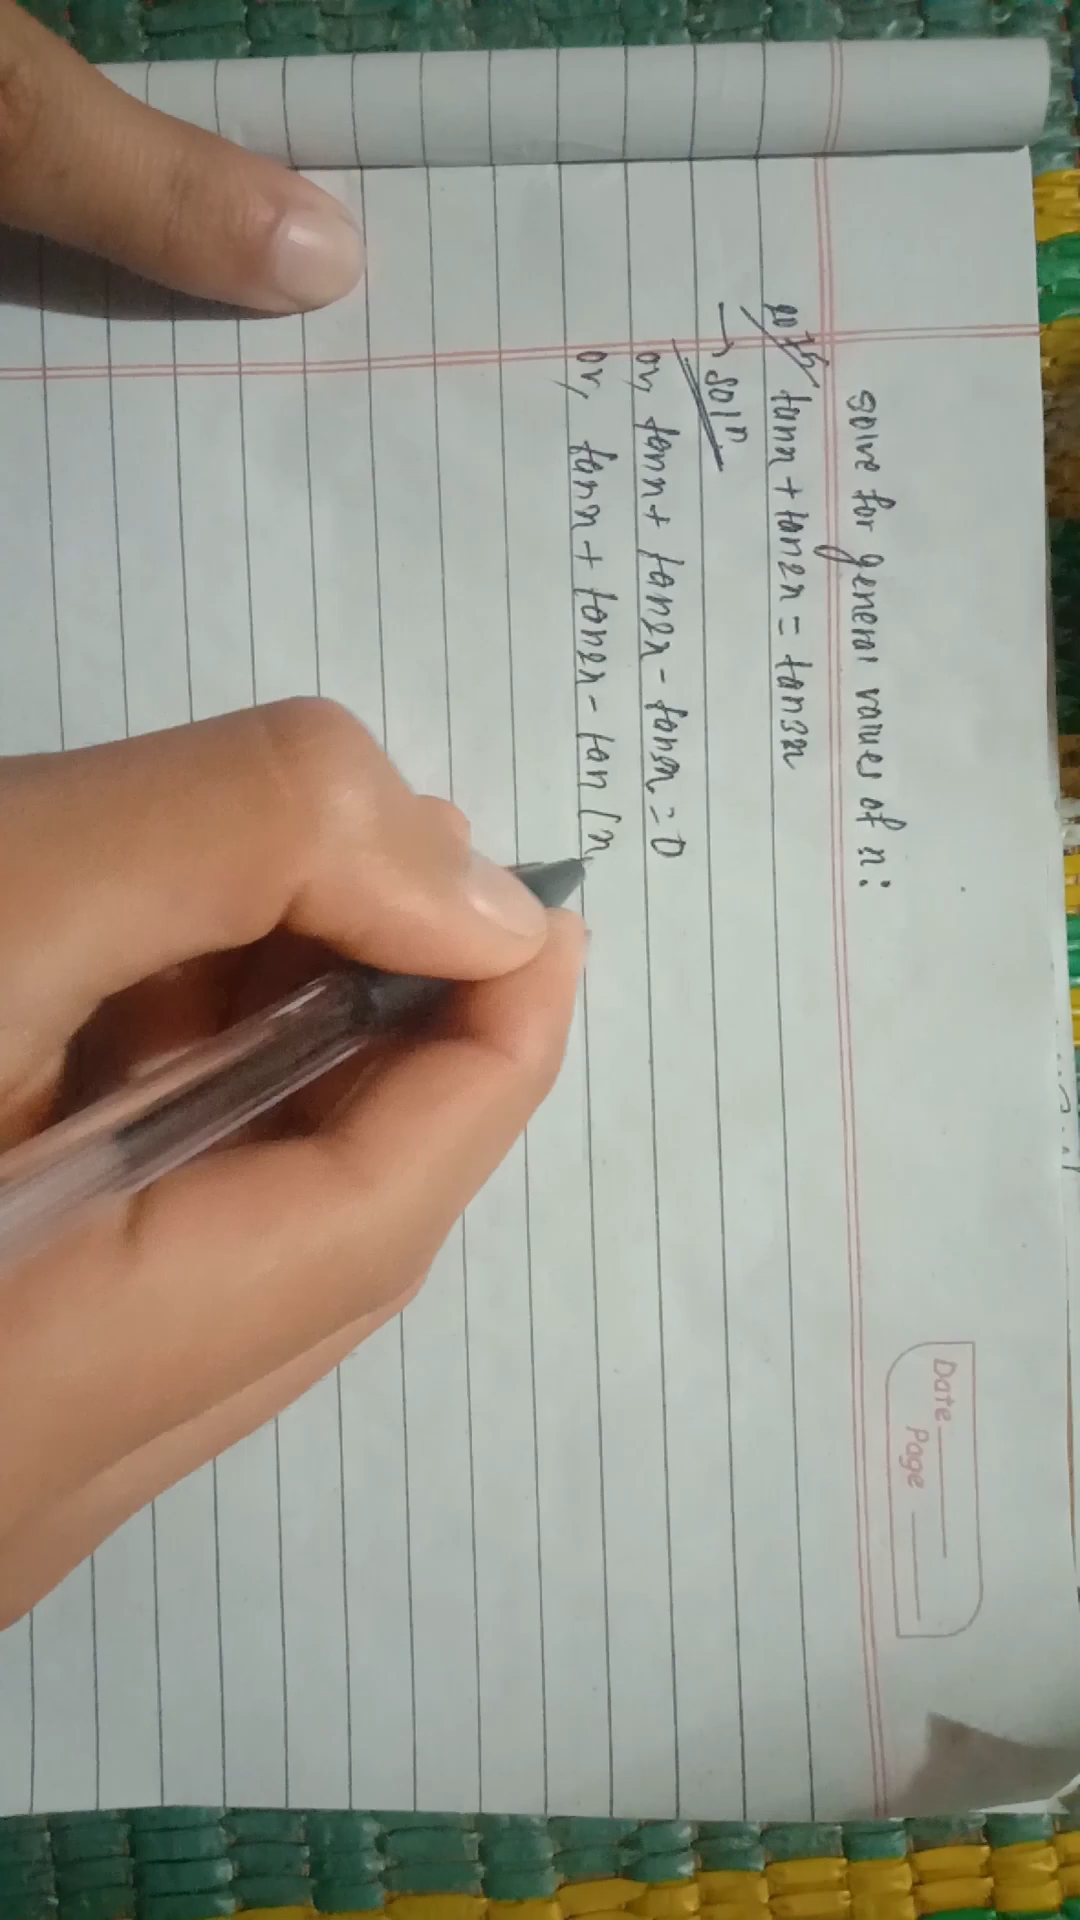 Date
Page
solve for general values of x:
tanx + tan2x = tan3x
→ soln
or, tanx + tan2x - tan3x = 0
or, tanx + tan2x - tan (x